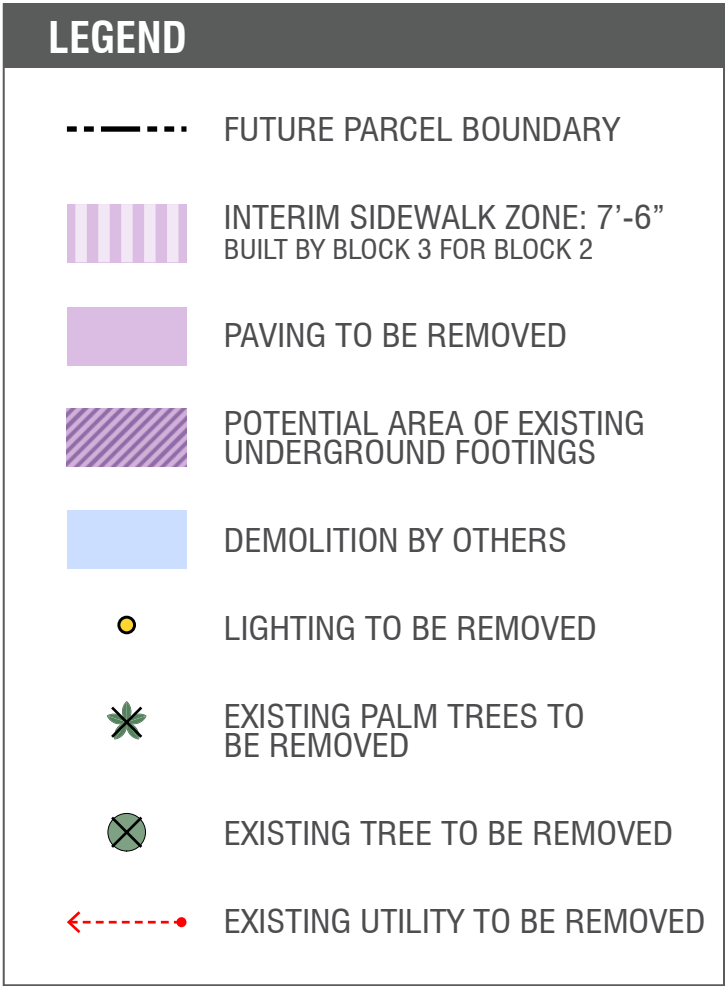 LEGEND
FUTURE PARCEL BOUNDARY
INTERIM SIDEWALK ZONE: 7’-6”
BUILT BY BLOCK 3 FOR BLOCK 2
PAVING TO BE REMOVED
POTENTIAL AREA OF EXISTING
UNDERGROUND FOOTINGS
DEMOLITION BY OTHERS
LIGHTING TO BE REMOVED
EXISTING PALM TREES TO
BE REMOVED
EXISTING TREE TO BE REMOVED
EXISTING UTILITY TO BE REMOVED